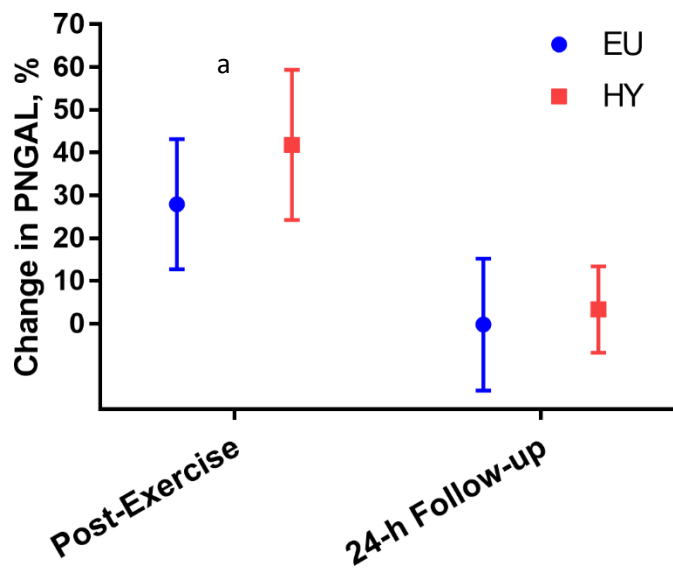 Change in PNGAL, %
70
60
50
40
30
20
10
0
a
EU
HY
Post-Exercise
24-h Follow-up